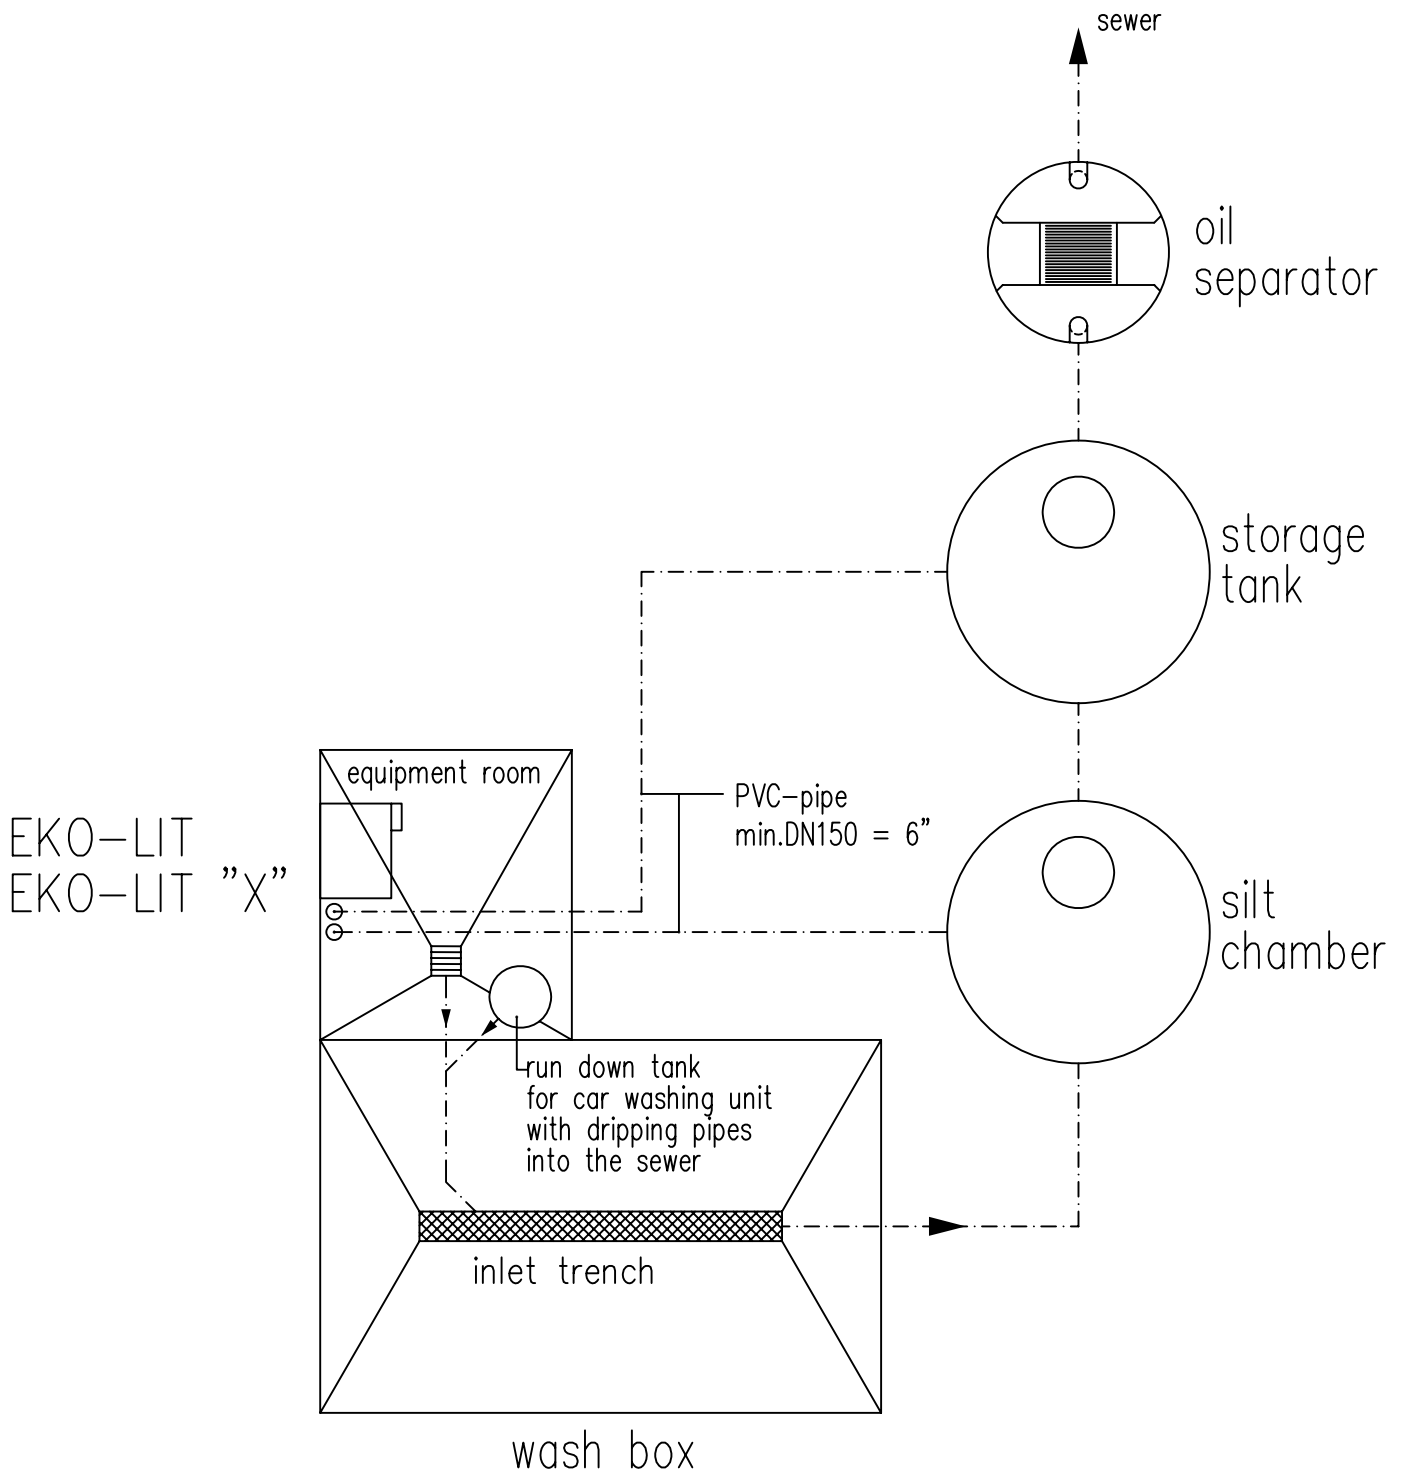 sewer
oil
separator
storage
tank
equipment room
PVC-pipe
min.DN150 = 6”
EKO-LIT
EKO-LIT ”X”
silt
chamber
run down tank
for car washing unit
with dripping pipes
into the sewer
inlet trench
wash box